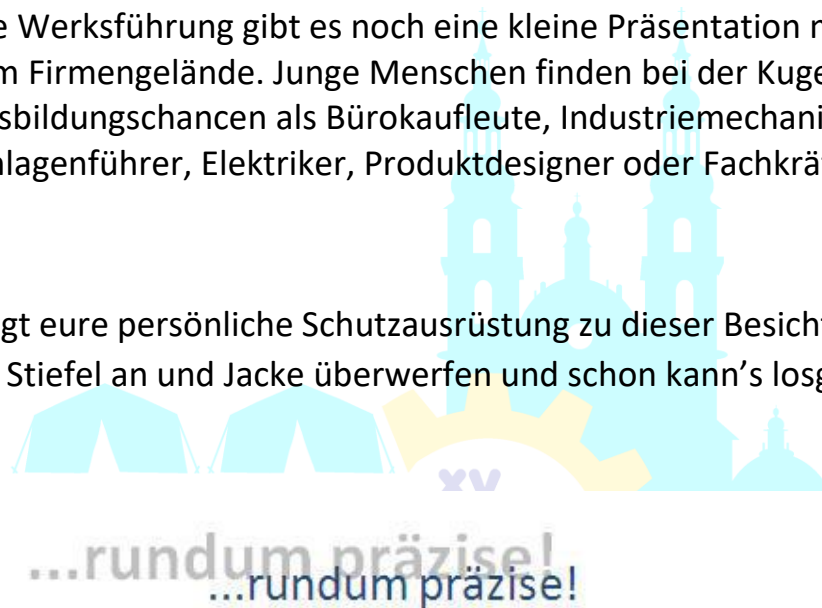 e Werksführung gibt es noch eine kleine Präsentation
m Firmengelände. Junge Menschen finden bei der Kuge
sbildungschancen als Bürokaufleute, Industriemechani
nlagenführer, Elektriker, Produktdesigner oder Fachkrä
gt eure persönliche Schutzausrüstung zu dieser Besich
Stiefel an und Jacke überwerfen und schon kann's losg
XV
...rundum präzise!
...rundum präzise!